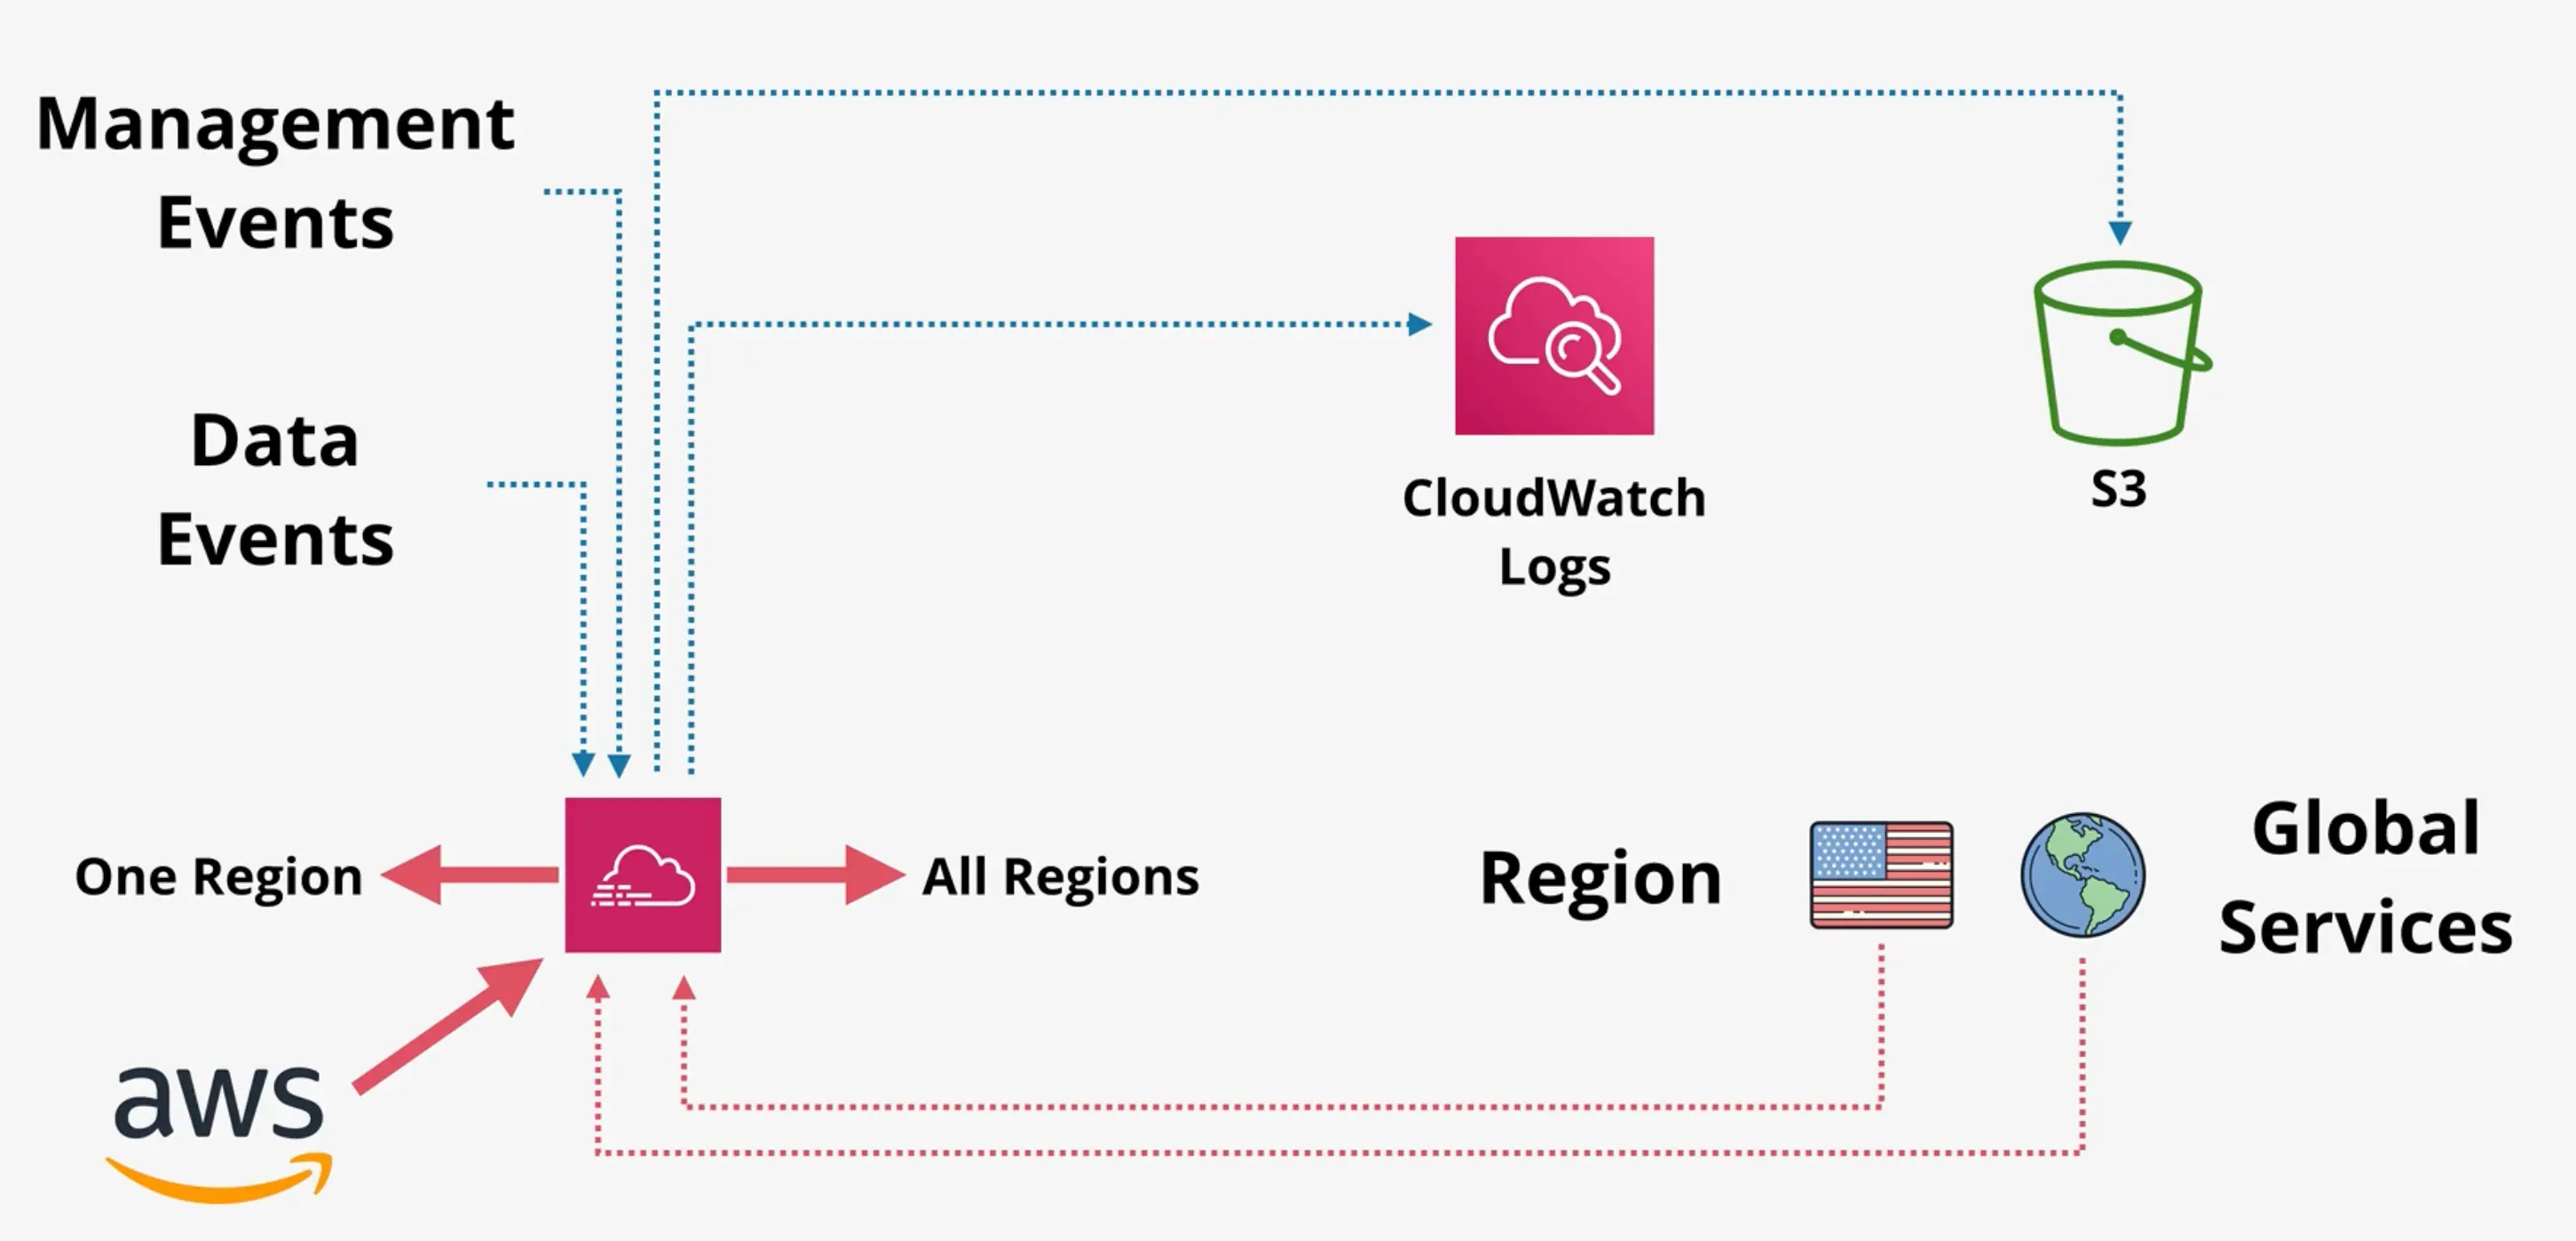 Management
Events
Data
Events
CloudWatch
Logs
S3
One Region
All Regions
Region
Global
Services
aws